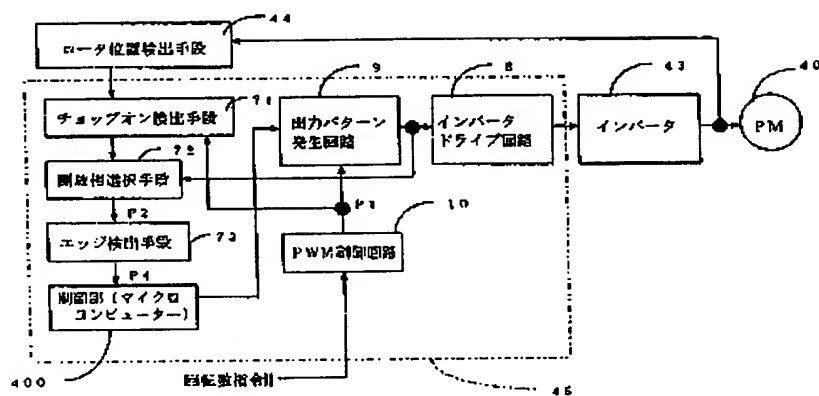 44
ロータ位置検出手段
71
チョップオン検出手段
72
開放相選択手段
P2
エッジ検出手段
73
P4
制御部(マイクロ
コンピューター)
400
9
出力パターン
発生回路
8
インバータ
ドライブ回路
43
インバータ
40
PM
P1
10
PWM制御回路
回転数指令
45